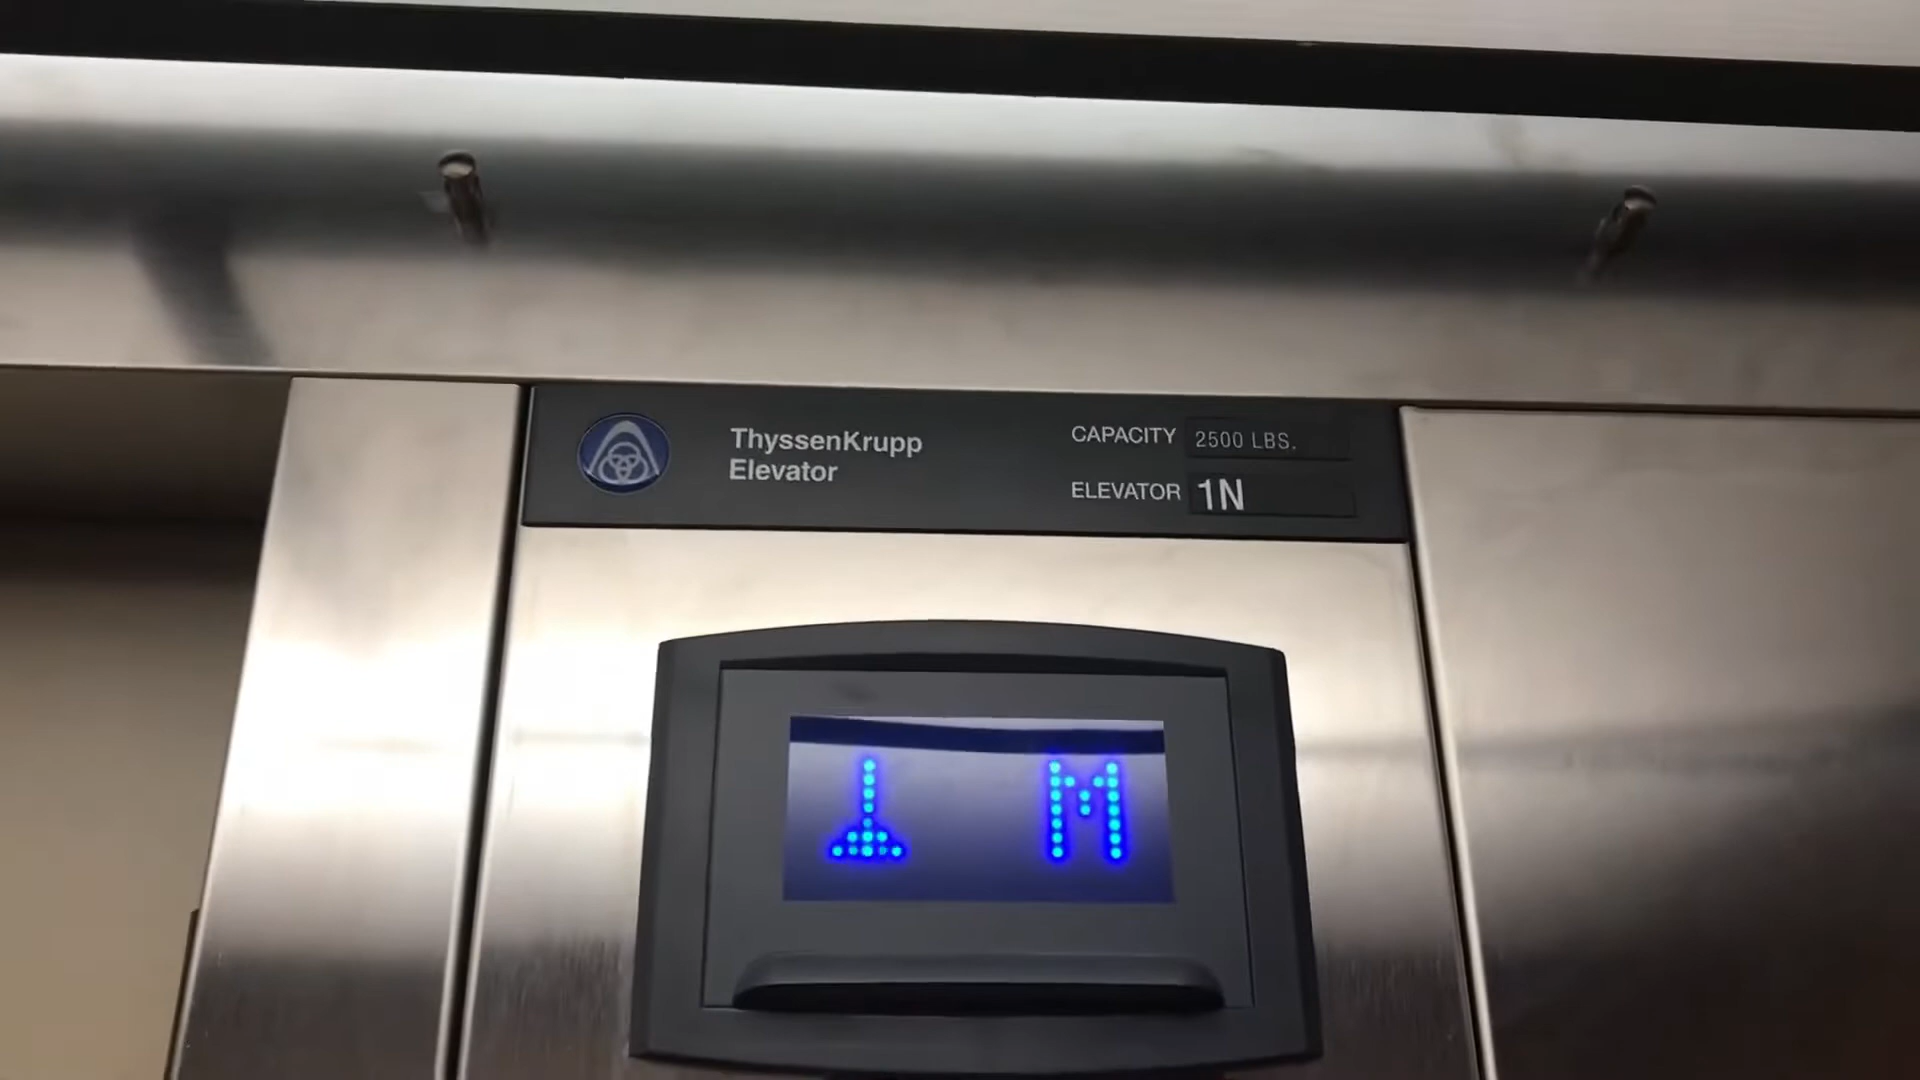 ThyssenKrupp
Elevator
CAPACITY 2500 LBS.
ELEVATOR 1N
M